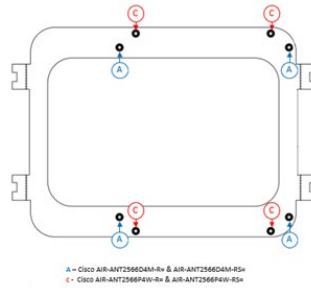 C
C
A
A
C
C
A
A
A – Cisco AIR-ANT2566D4M-R= & AIR-ANT2566D4M-RS=
C - Cisco AIR-ANT2566P4W-R= & AIR-ANT2566P4W-RS=